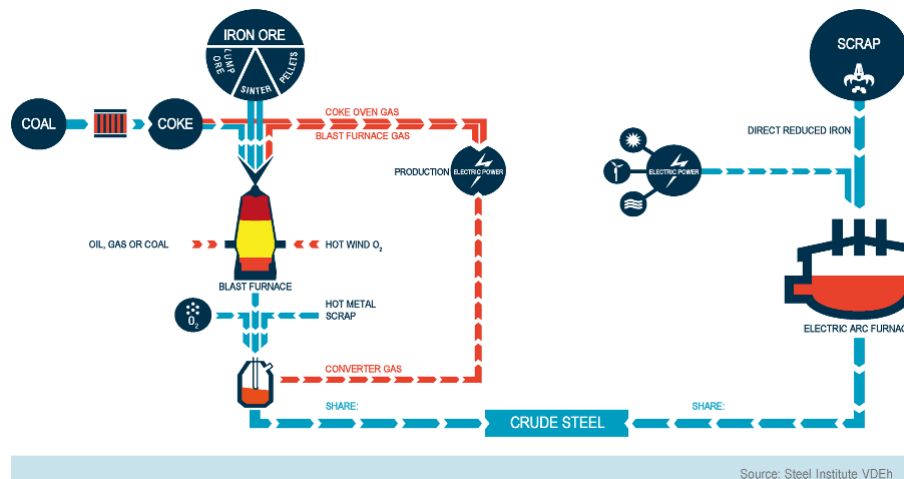 IRON ORE
LUMP
ORE
SINTER
PELLETS
SCRAP
COAL
COKE
COKE OVEN GAS
BLAST FURNACE GAS
DIRECT REDUCED IRON
PRODUCTION
ELECTRIC POWER
ELECTRIC POWER
OIL, GAS OR COAL
HOT WIND O₂
BLAST FURNACE
HOT METAL
SCRAP
O₂
ELECTRIC ARC FURNAC
CONVERTER GAS
SHARE:
CRUDE STEEL
SHARE:
Source: Steel Institute VDEh